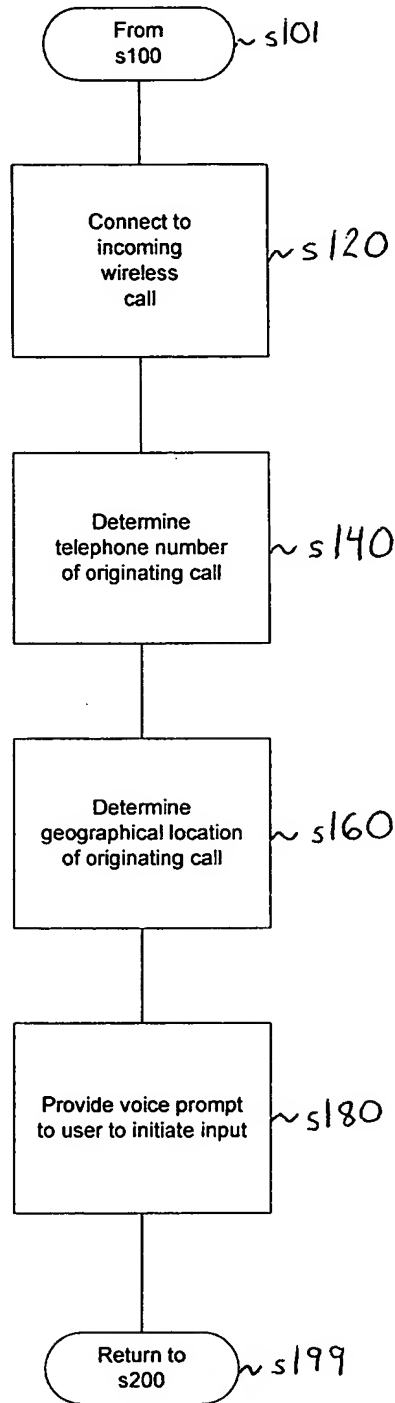 From
s100
s101
Connect to
incoming
wireless
call
s120
Determine
telephone number
of originating call
s140
Determine
geographical location
of originating call
s160
Provide voice prompt
to user to initiate input
s180
Return to
s200
s199